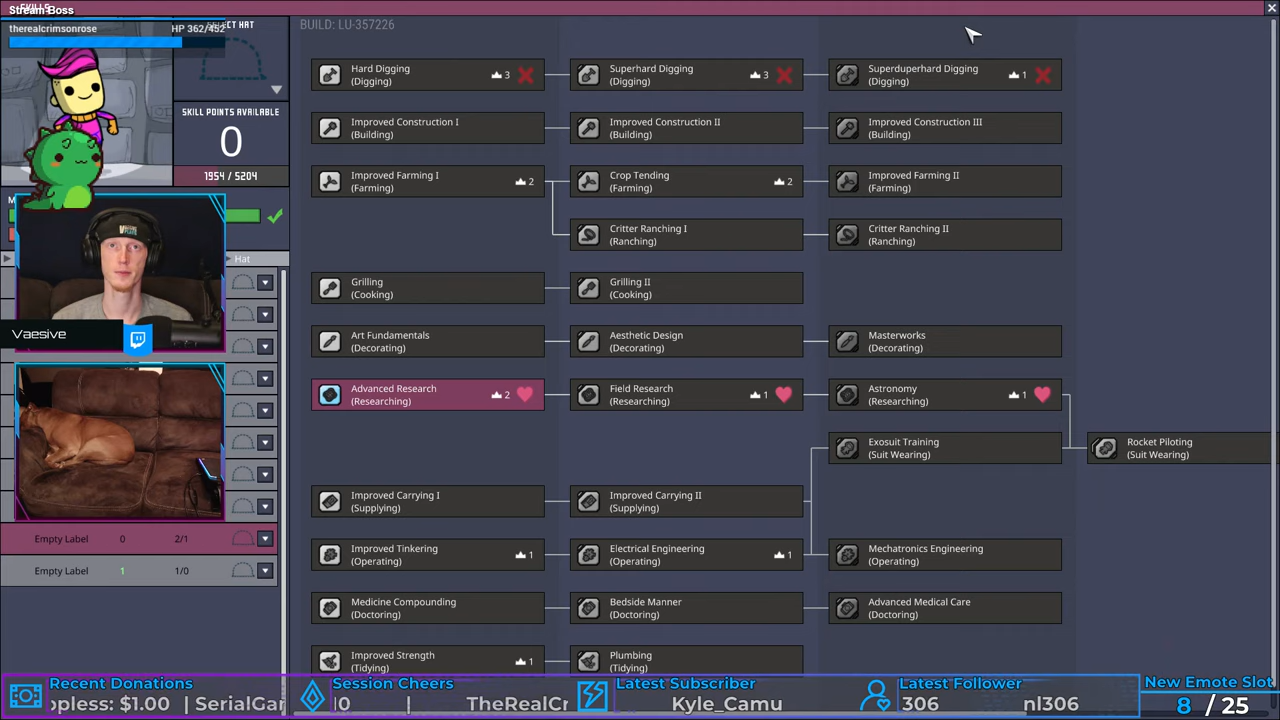 Stream Boss
therealcrimsonrose HP 362/452
SELECT HAT
BUILD: LU-357226
SKILL POINTS AVAILABLE
0
1954 / 5204
Hat
Vaesive
VICTORY PLAYS
Empty Label 0 2/1
Empty Label 1 1/0
Hard Digging
(Digging)
3
Superhard Digging
(Digging)
3
Superduperhard Digging
(Digging)
1
Improved Construction I
(Building)
Improved Construction II
(Building)
Improved Construction III
(Building)
Improved Farming I
(Farming)
2
Crop Tending
(Farming)
2
Improved Farming II
(Farming)
Critter Ranching I
(Ranching)
Critter Ranching II
(Ranching)
Grilling
(Cooking)
Grilling II
(Cooking)
Art Fundamentals
(Decorating)
Aesthetic Design
(Decorating)
Masterworks
(Decorating)
Advanced Research
(Researching)
2
Field Research
(Researching)
1
Astronomy
(Researching)
1
Exosuit Training
(Suit Wearing)
Rocket Piloting
(Suit Wearing)
Improved Carrying I
(Supplying)
Improved Carrying II
(Supplying)
Improved Tinkering
(Operating)
1
Electrical Engineering
(Operating)
1
Mechatronics Engineering
(Operating)
Medicine Compounding
(Doctoring)
Bedside Manner
(Doctoring)
Advanced Medical Care
(Doctoring)
Improved Strength
(Tidying)
1
Plumbing
(Tidying)
Recent Donations
opless: $1.00 | SerialGar
Session Cheers
|0 | TheRealCr
Latest Subscriber
Kyle_Camu
Latest Follower
306 nl306
New Emote Slot
8 / 25